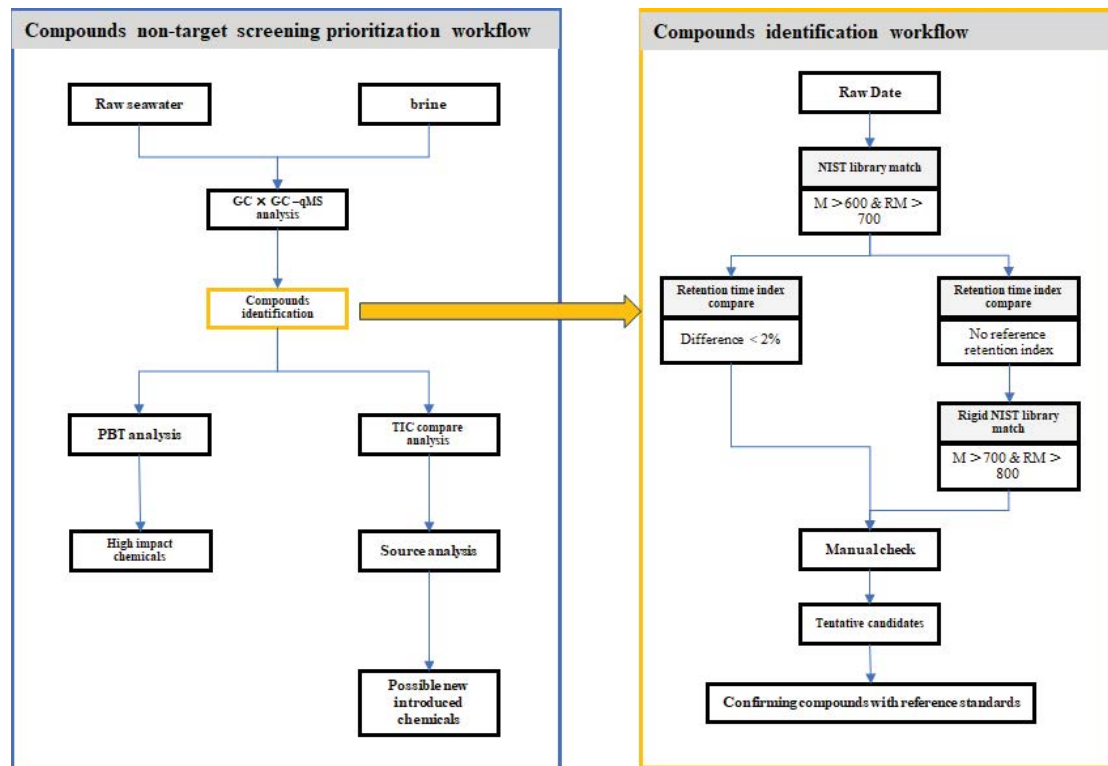 Compounds non-target screening prioritization workflow
Raw seawater
brine
GC × GC –qMS
analysis
Compounds
identification
PBT analysis
TIC compare
analysis
High impact
chemicals
Source analysis
Possible new
introduced
chemicals
Compounds identification workflow
Raw Date
NIST library match
M >600 & RM >
700
Retention time index
compare
Difference < 2%
Retention time index
compare
No reference
retention index
Rigid NIST library
match
M >700 & RM >
800
Manual check
Tentative candidates
Confirming compounds with reference standards